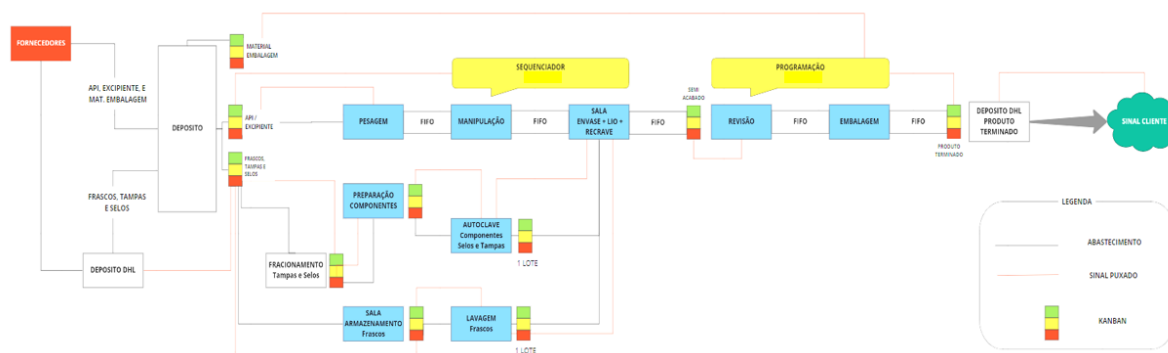 FORNECEDORES
API, EXCIPIENTE, E
MAT. EMBALAGEM
FRASCOS, TAMPAS
E SELOS
DEPOSITO DHL
DEPOSITO
MATERIAL
EMBALAGEM
API /
EXCIPIENTE
FRASCOS,
TAMPAS E
SELOS
SEQUENCIADOR
PROGRAMAÇÃO
PESAGEM
FIFO
MANIPULAÇÃO
FIFO
SALA
ENVASE + LIO +
RECRAVE
FIFO
SEMI
ACABADO
REVISÃO
FIFO
EMBALAGEM
FIFO
PRODUTO
TERMINADO
DEPOSITO DHL
PRODUTO
TERMINADO
SINAL CLIENTE
PREPARAÇÃO
COMPONENTES
AUTOCLAVE
Componentes
Selos e Tampas
1 LOTE
FRACIONAMENTO
Tampas e Selos
SALA
ARMAZENAMENTO
Frascos
LAVAGEM
Frascos
1 LOTE
LEGENDA
ABASTECIMENTO
SINAL PUXADO
KANBAN